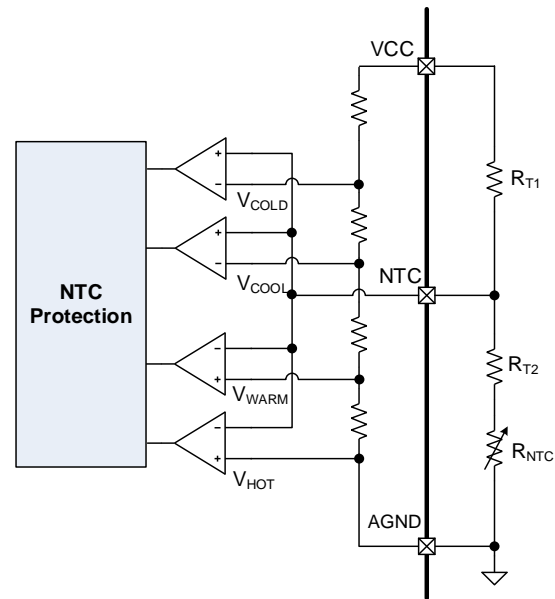 VCC
+
−
V_COLD
R_T1
+
−
V_COOL
NTC
NTC
Protection
−
+
V_WARM
R_T2
−
+
V_HOT
R_NTC
AGND